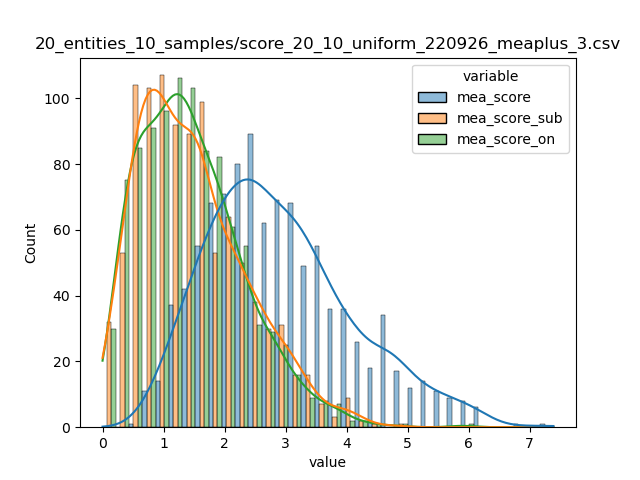 20_entities_10_samples/score_20_10_uniform_220926_meaplus_3.csv
variable
mea_score
mea_score_sub
mea_score_on
Count
100
80
60
40
20
0
0 1 2 3 4 5 6 7
value